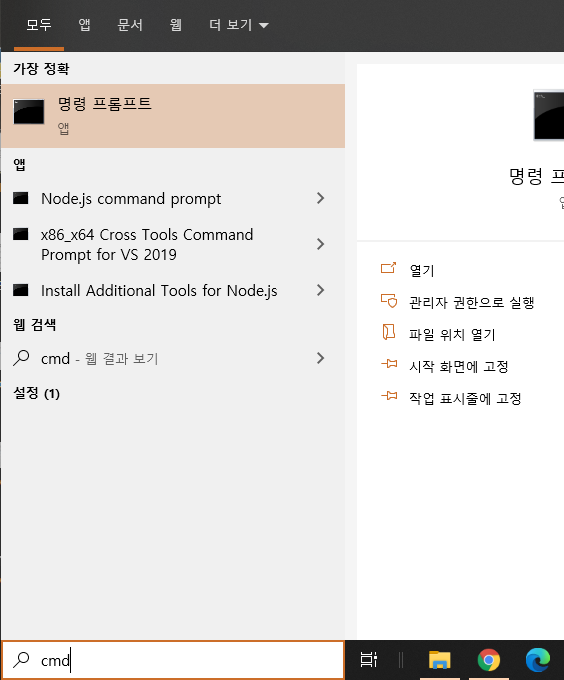 모두 앱 문서 웹 더 보기
가장 정확
명령 프롬프트
앱
앱
Node.js command prompt
x86_x64 Cross Tools Command
Prompt for VS 2019
Install Additional Tools for Node.js
웹 검색
cmd - 웹 결과 보기
설정 (1)
명령
열기
관리자 권한으로 실행
파일 위치 열기
시작 화면에 고정
작업 표시줄에 고정
cmd